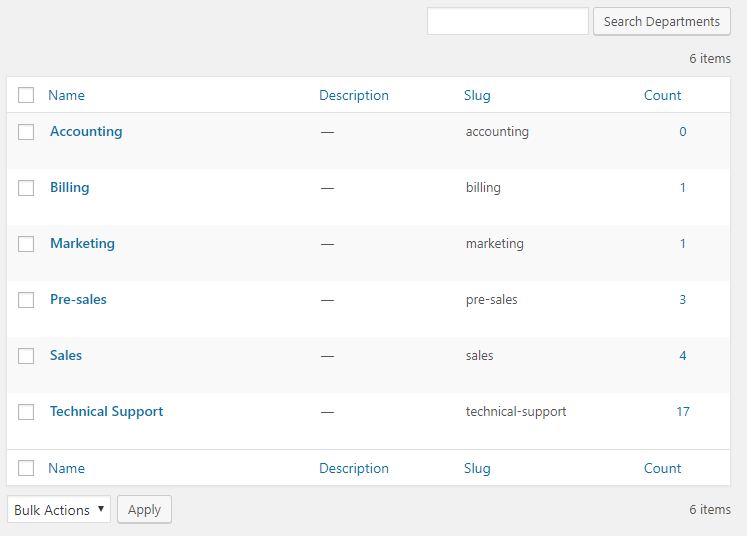 Search Departments
6 items
Name Description Slug Count
Accounting — accounting 0
Billing — billing 1
Marketing — marketing 1
Pre-sales — pre-sales 3
Sales — sales 4
Technical Support — technical-support 17
Name Description Slug Count
Bulk Actions Apply 6 items